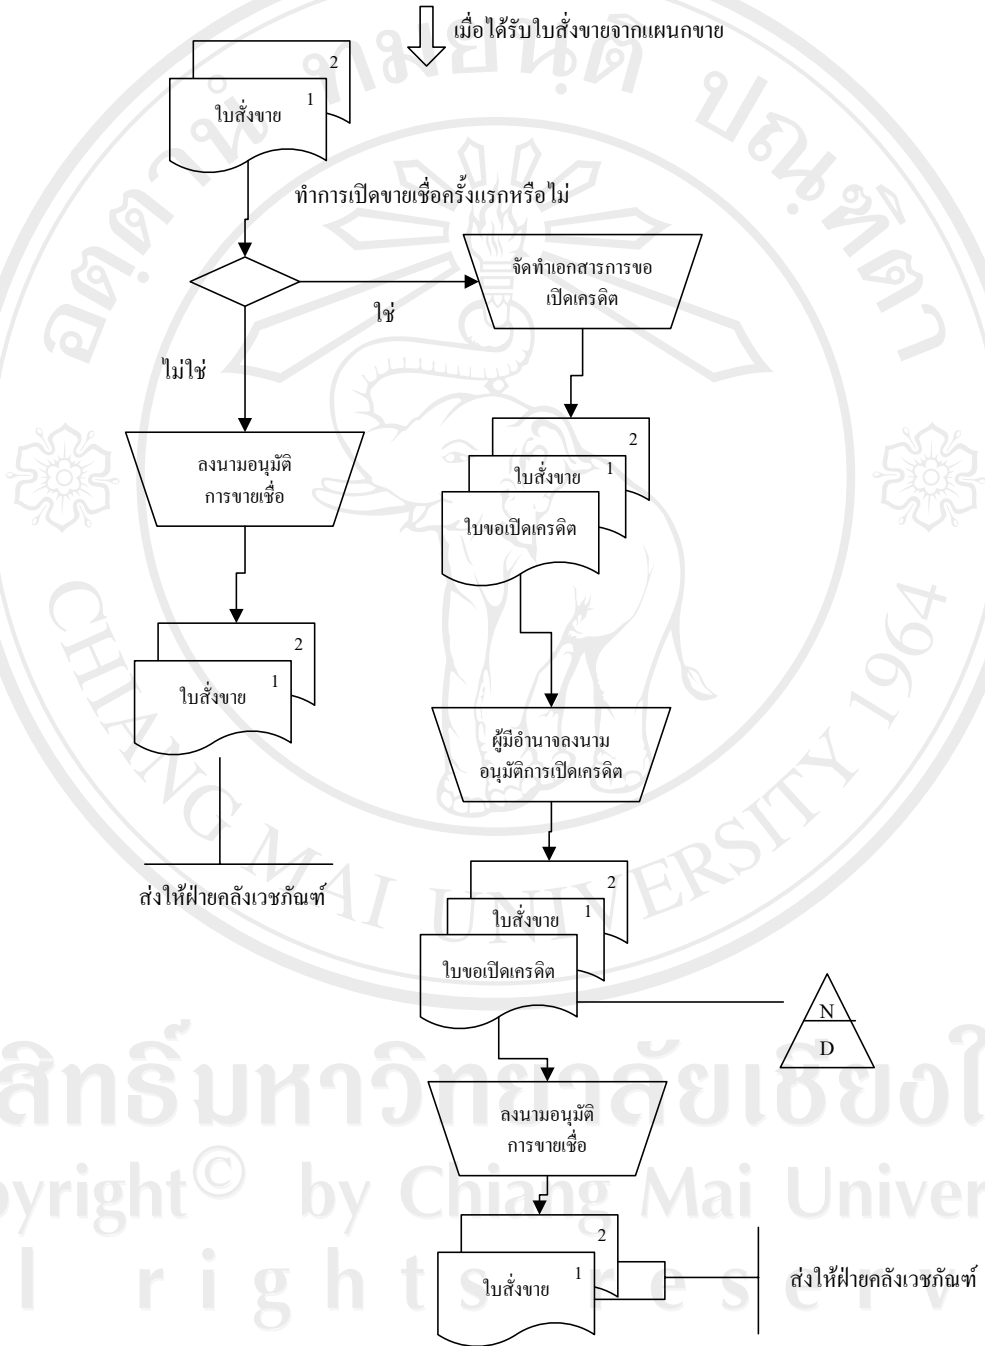 เมื่อได้รับใบสั่งขายจากแผนกขาย
2
1
ใบสั่งขาย
ทำการเปิดขายเชื่อครั้งแรกหรือไม่
จัดทำเอกสารการขอ
เปิดเครดิต
ใช่
ไม่ใช่
ลงนามอนุมัติ
การขายเชื่อ
2
1
ใบสั่งขาย
ใบขอเปิดเครดิต
2
1
ใบสั่งขาย
ผู้มีอำนาจลงนาม
อนุมัติการเปิดเครดิต
ส่งให้ฝ่ายคลังเวชภัณฑ์
2
1
ใบสั่งขาย
ใบขอเปิดเครดิต
N
D
ลงนามอนุมัติ
การขายเชื่อ
2
1
ใบสั่งขาย
ส่งให้ฝ่ายคลังเวชภัณฑ์
CHIANG MAI UNIVERSITY 1964
สิทธิ์มหาวิทยาลัยเชียงใ
pyright© by Chiang Mai Univer
l rights reserv